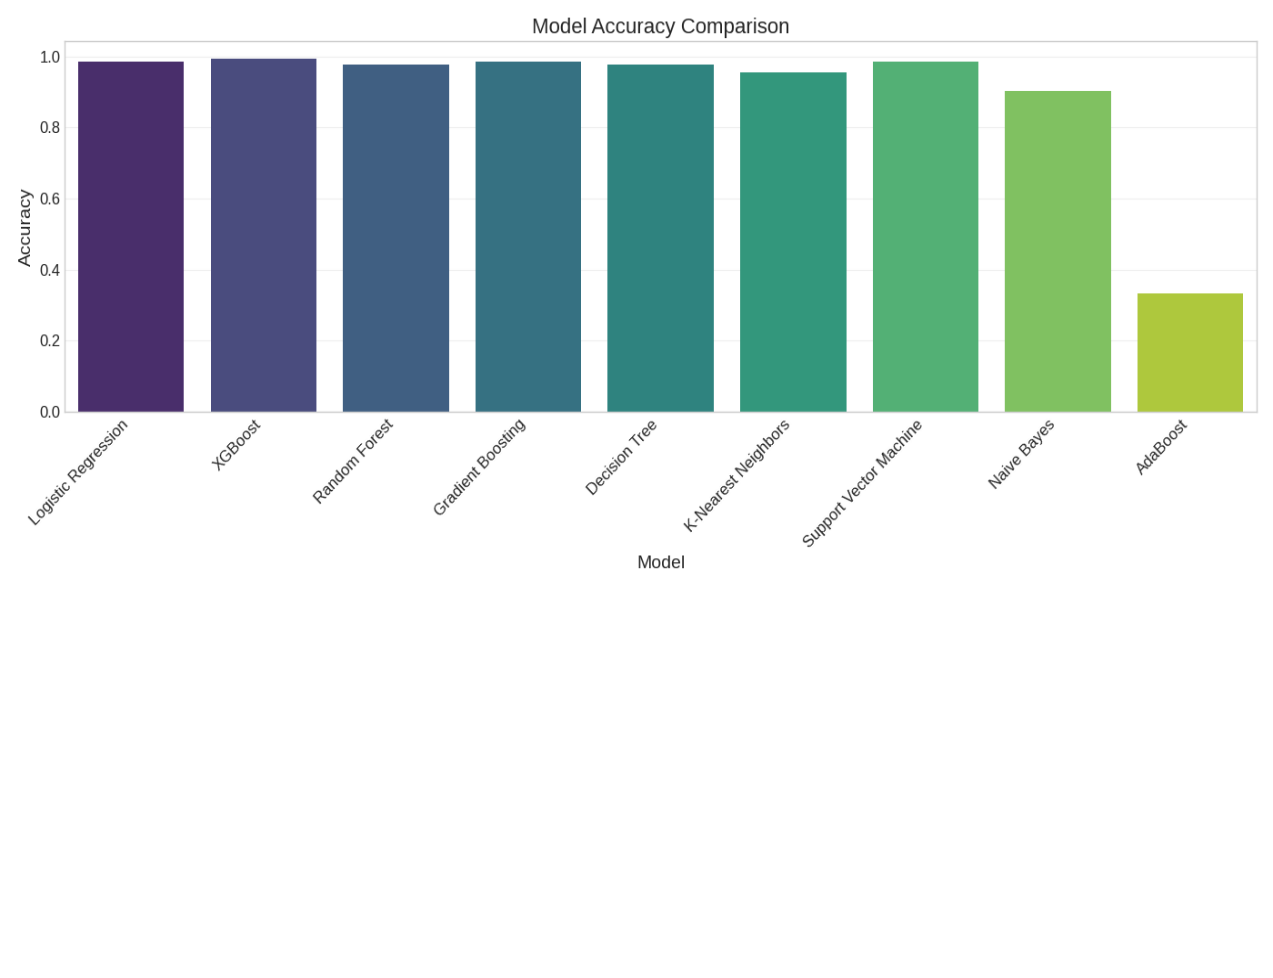 Model Accuracy Comparison
Accuracy
1.0
0.8
0.6
0.4
0.2
0.0
Logistic Regression
XGBoost
Random Forest
Gradient Boosting
Decision Tree
K-Nearest Neighbors
Support Vector Machine
Naive Bayes
AdaBoost
Model